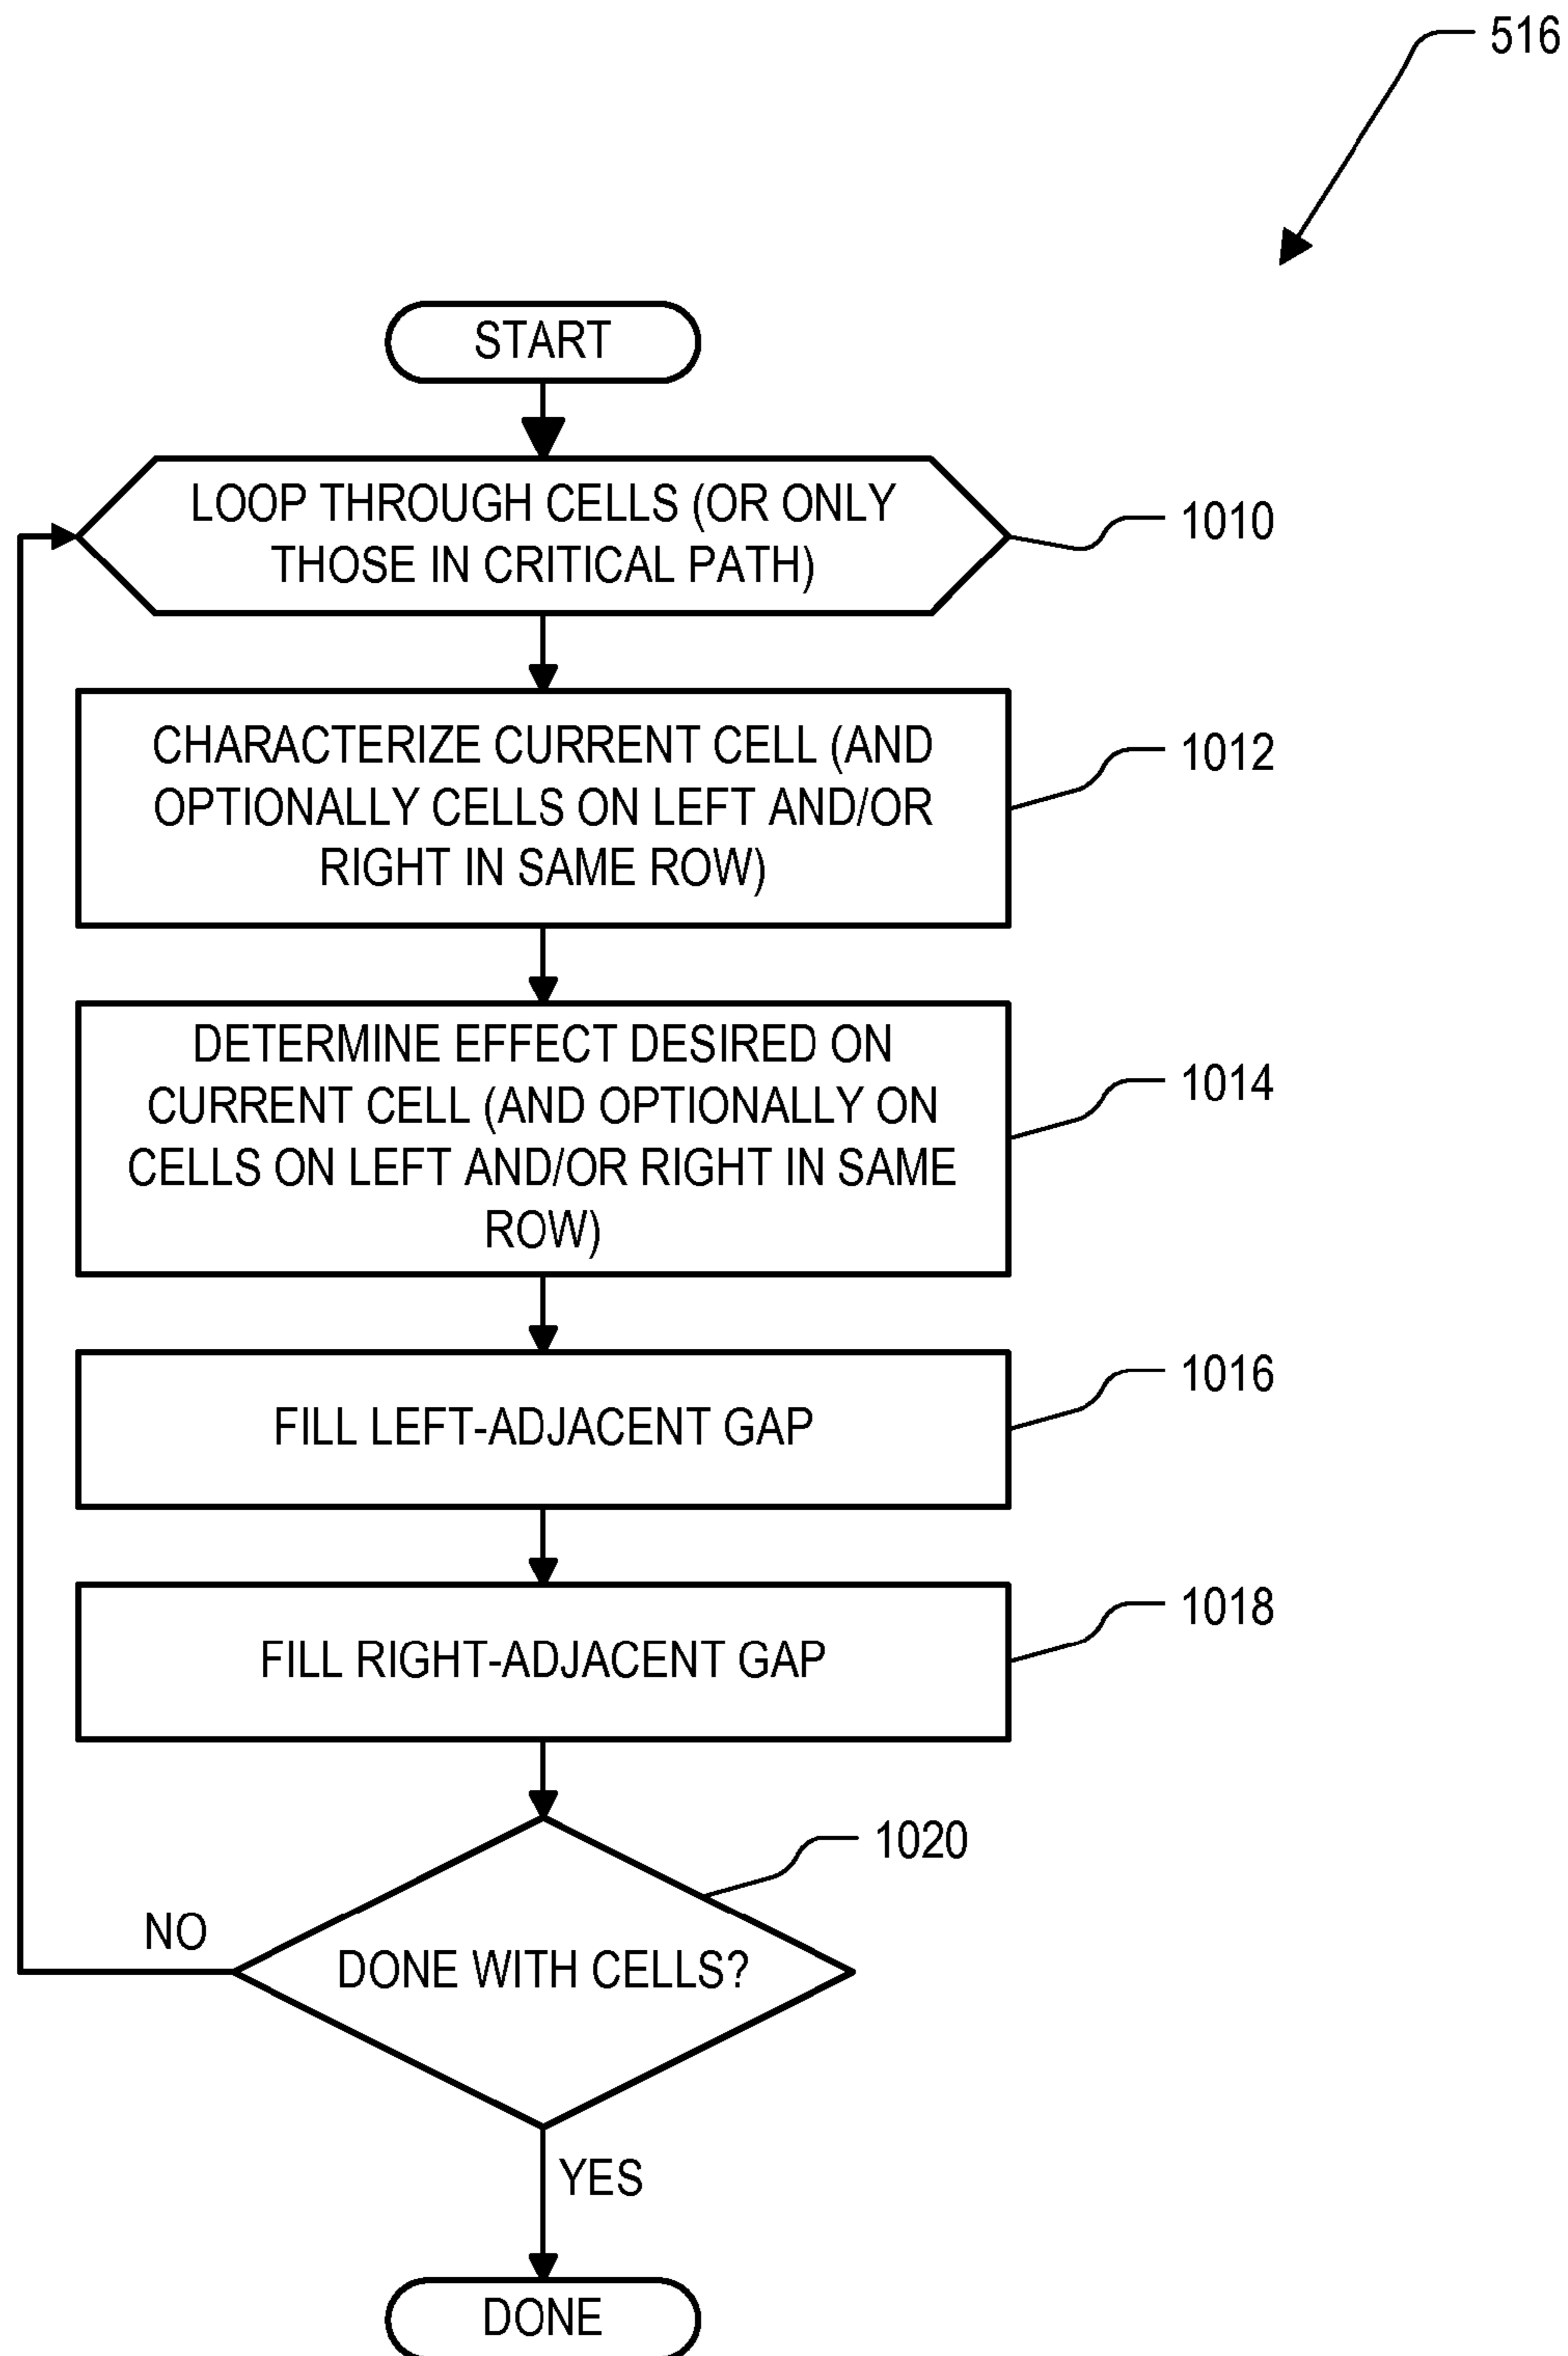 516
START
LOOP THROUGH CELLS (OR ONLY
THOSE IN CRITICAL PATH)
1010
CHARACTERIZE CURRENT CELL (AND
OPTIONALLY CELLS ON LEFT AND/OR
RIGHT IN SAME ROW)
1012
DETERMINE EFFECT DESIRED ON
CURRENT CELL (AND OPTIONALLY ON
CELLS ON LEFT AND/OR RIGHT IN SAME
ROW)
1014
FILL LEFT-ADJACENT GAP
1016
FILL RIGHT-ADJACENT GAP
1018
1020
NO
DONE WITH CELLS?
YES
DONE